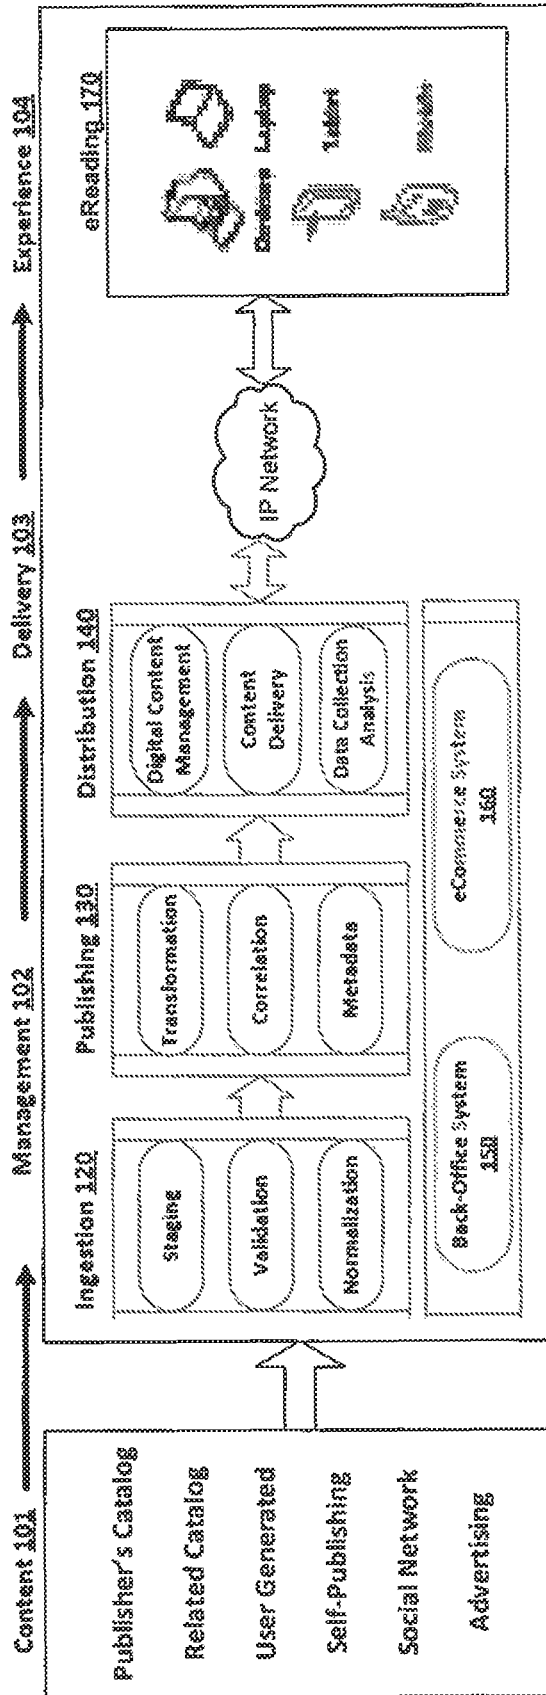 Content 101
Management 102
Delivery 103
Experience 104
Publisher's Catalog
Related Catalog
User Generated
Self-Publishing
Social Network
Advertising
Ingestion 120
Staging
Validation
Normalization
Publishing 130
Transformation
Correlation
Metadata
Distribution 140
Digital Content
Management
Content
Delivery
Data Collection
Analysis
Back-Office System
150
eCommerce System
160
IP Network
eReading 170
Laptop
Tablet